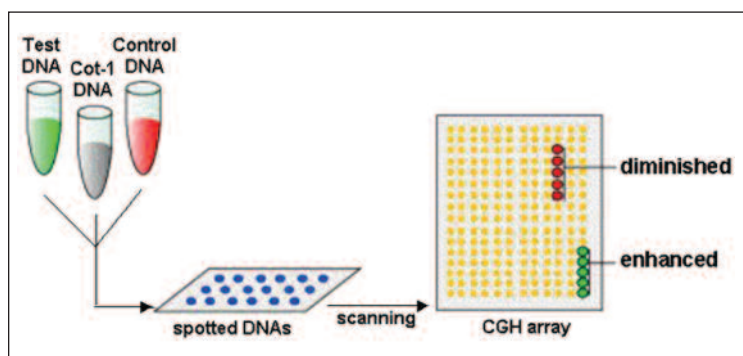 Test
DNA
Cot-1
DNA
Control
DNA
diminished
enhanced
spotted DNAs
scanning
CGH array